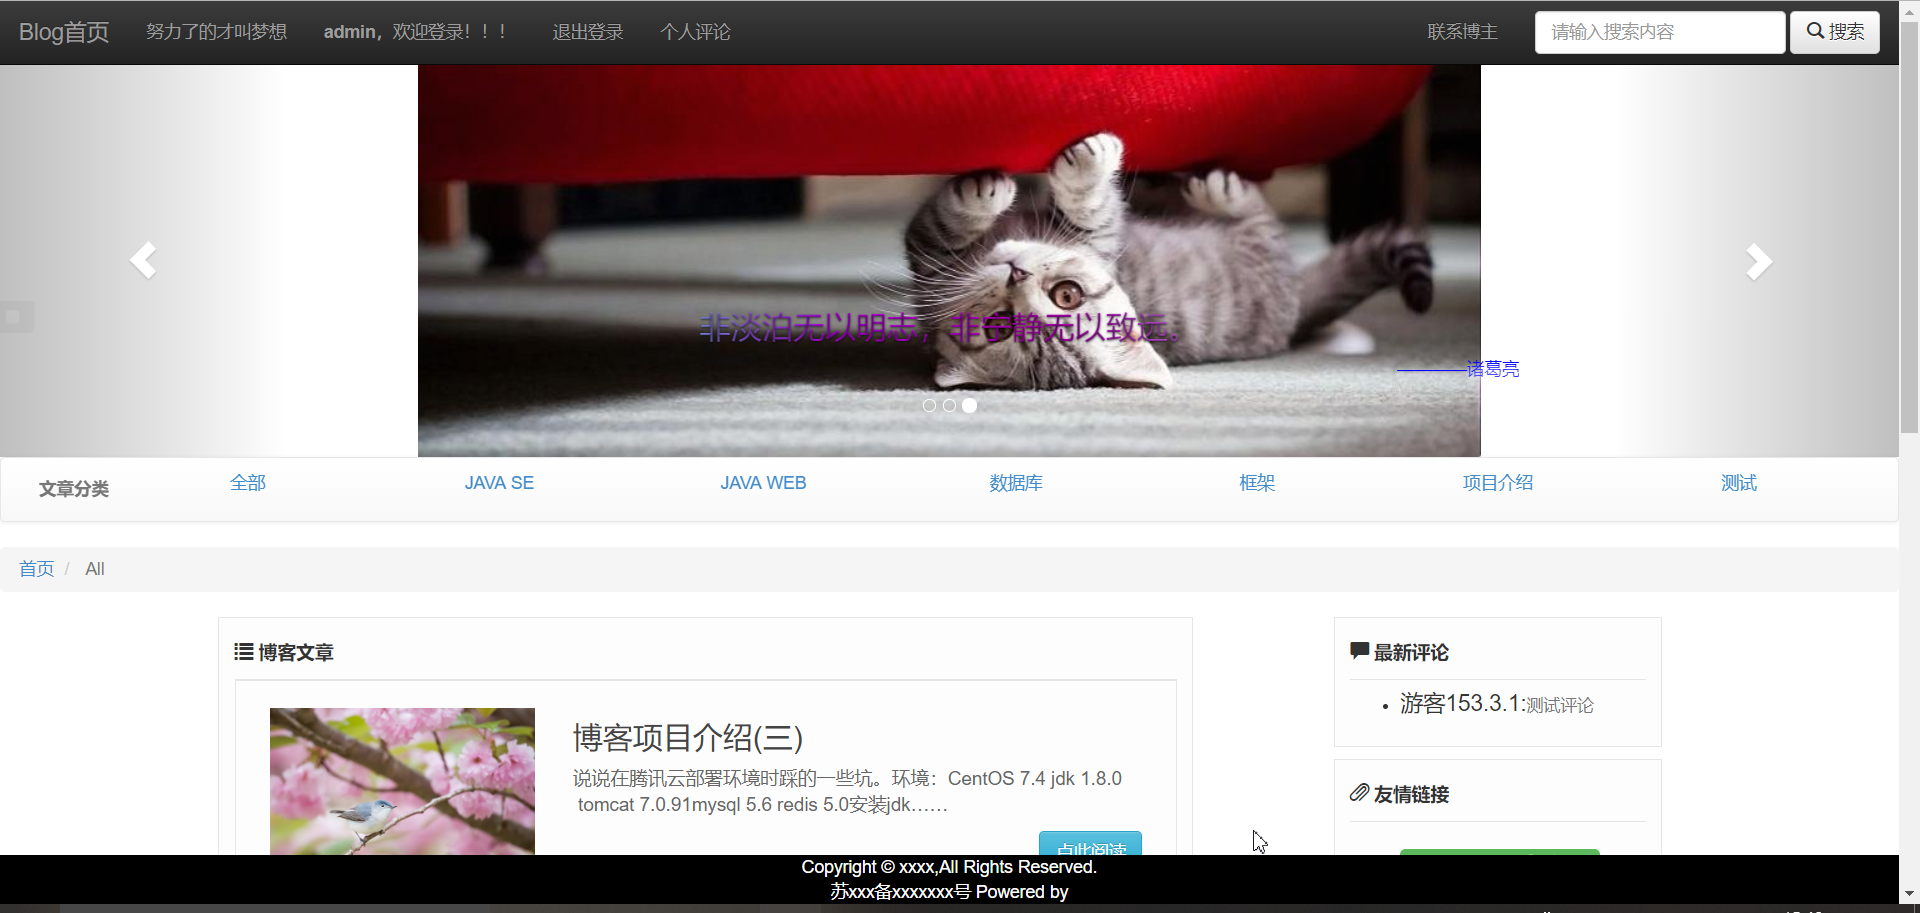 Blog首页 努力了的才叫梦想 admin，欢迎登录！！！ 退出登录 个人评论 联系博主 请输入搜索内容 搜索
非淡泊无以明志，非宁静无以致远。
————诸葛亮
文章分类 全部 JAVA SE JAVA WEB 数据库 框架 项目介绍 测试
首页 / All
博客文章
博客项目介绍(三)
说说在腾讯云部署环境时踩的一些坑。环境：CentOS 7.4 jdk 1.8.0
tomcat 7.0.91mysql 5.6 redis 5.0安装jdk……
点此阅读
最新评论
游客153.3.1:测试评论
友情链接
Copyright © xxxx,All Rights Reserved.
苏xxx备xxxxxxx号 Powered by